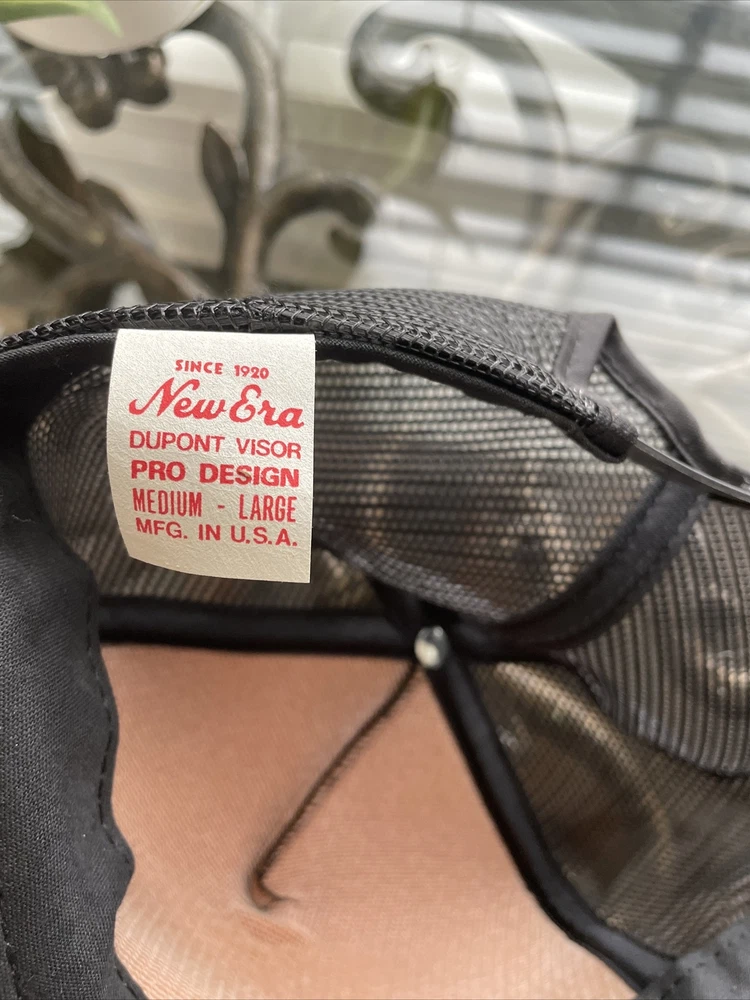 SINCE 1920
New Era
DUPONT ViSOR
PRO DESIGN
MEDIUM - LARGE
MFG. IN U.S.A.